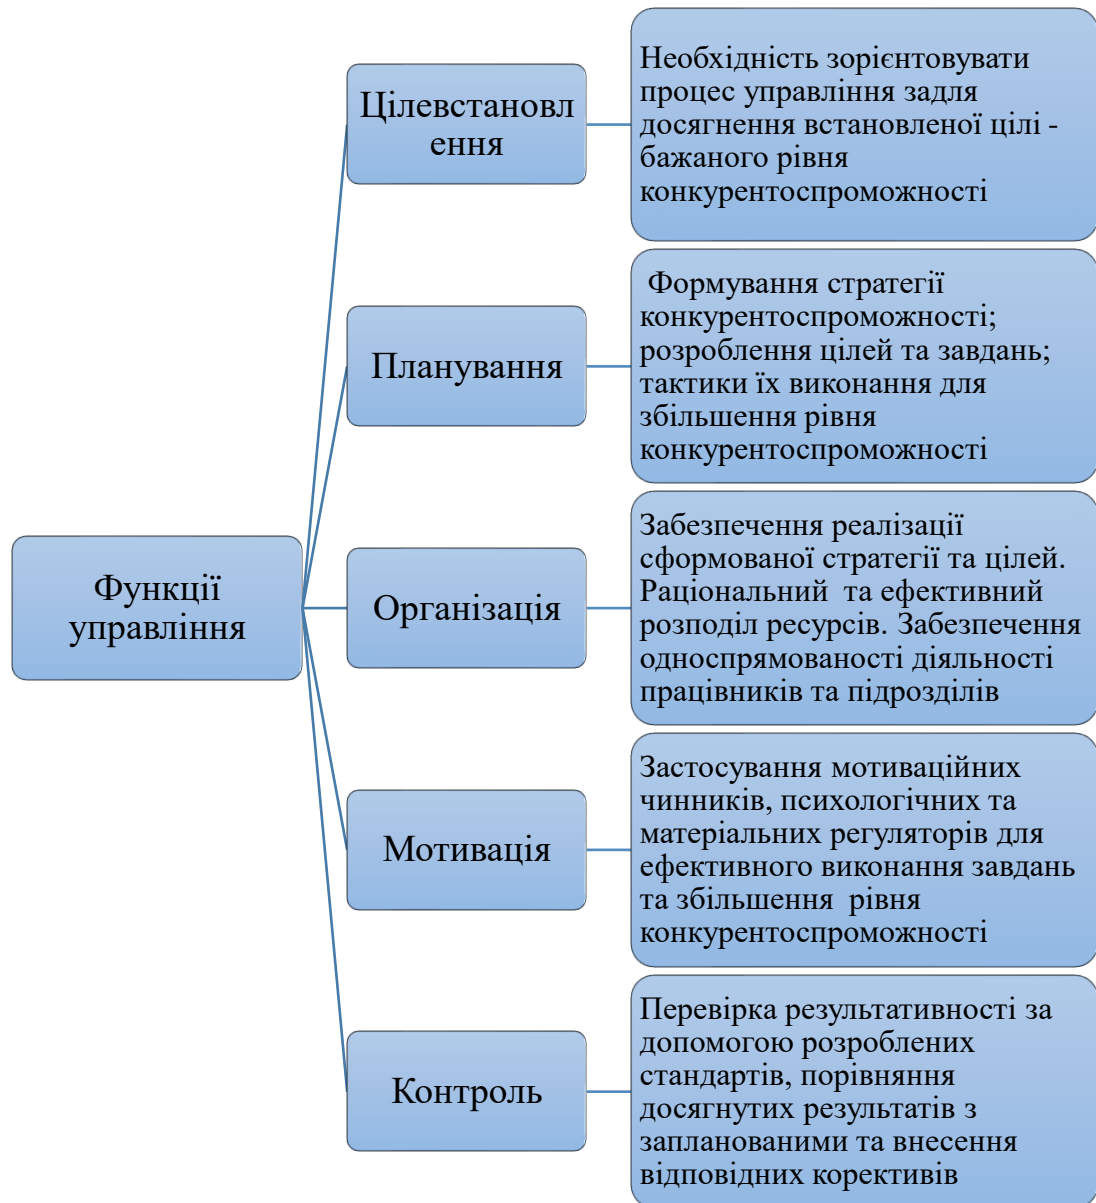 Функції
управління
Цілевстановл
ення
Необхідність зорієнтовувати
процес управління задля
досягнення встановленої цілі -
бажаного рівня
конкурентоспроможності
Планування
Формування стратегії
конкурентоспроможності;
розроблення цілей та завдань;
тактики їх виконання для
збільшення рівня
конкурентоспроможності
Організація
Забезпечення реалізації
сформованої стратегії та цілей.
Раціональний та ефективний
розподіл ресурсів. Забезпечення
односпрямованості діяльності
працівників та підрозділів
Мотивація
Застосування мотиваційних
чинників, психологічних та
матеріальних регуляторів для
ефективного виконання завдань
та збільшення рівня
конкурентоспроможності
Контроль
Перевірка результативності за
допомогою розроблених
стандартів, порівняння
досягнутих результатів з
запланованими та внесення
відповідних корективів